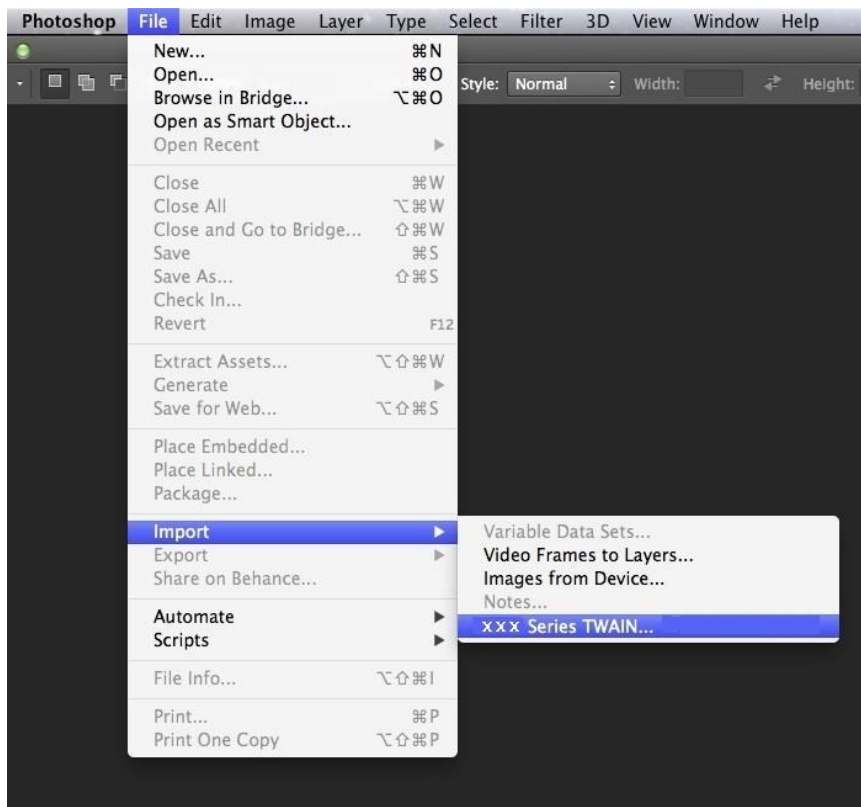 Photoshop File Edit Image Layer Type Select Filter 3D View Window Help
Style: Normal Width: Height:
New... ⌘N
Open... ⌘O
Browse in Bridge... ⌥⌘O
Open as Smart Object...
Open Recent ▶
Close ⌘W
Close All ⌥⌘W
Close and Go to Bridge... ⇧⌘W
Save ⌘S
Save As... ⇧⌘S
Check In...
Revert F12
Extract Assets... ⌥⇧⌘W
Generate ▶
Save for Web... ⌥⇧⌘S
Place Embedded...
Place Linked...
Package...
Import ▶
Export ▶
Share on Behance...
Automate ▶
Scripts ▶
File Info... ⌥⇧⌘I
Print... ⌘P
Print One Copy ⌥⇧⌘P
Variable Data Sets...
Video Frames to Layers...
Images from Device...
Notes...
xxx Series TWAIN...